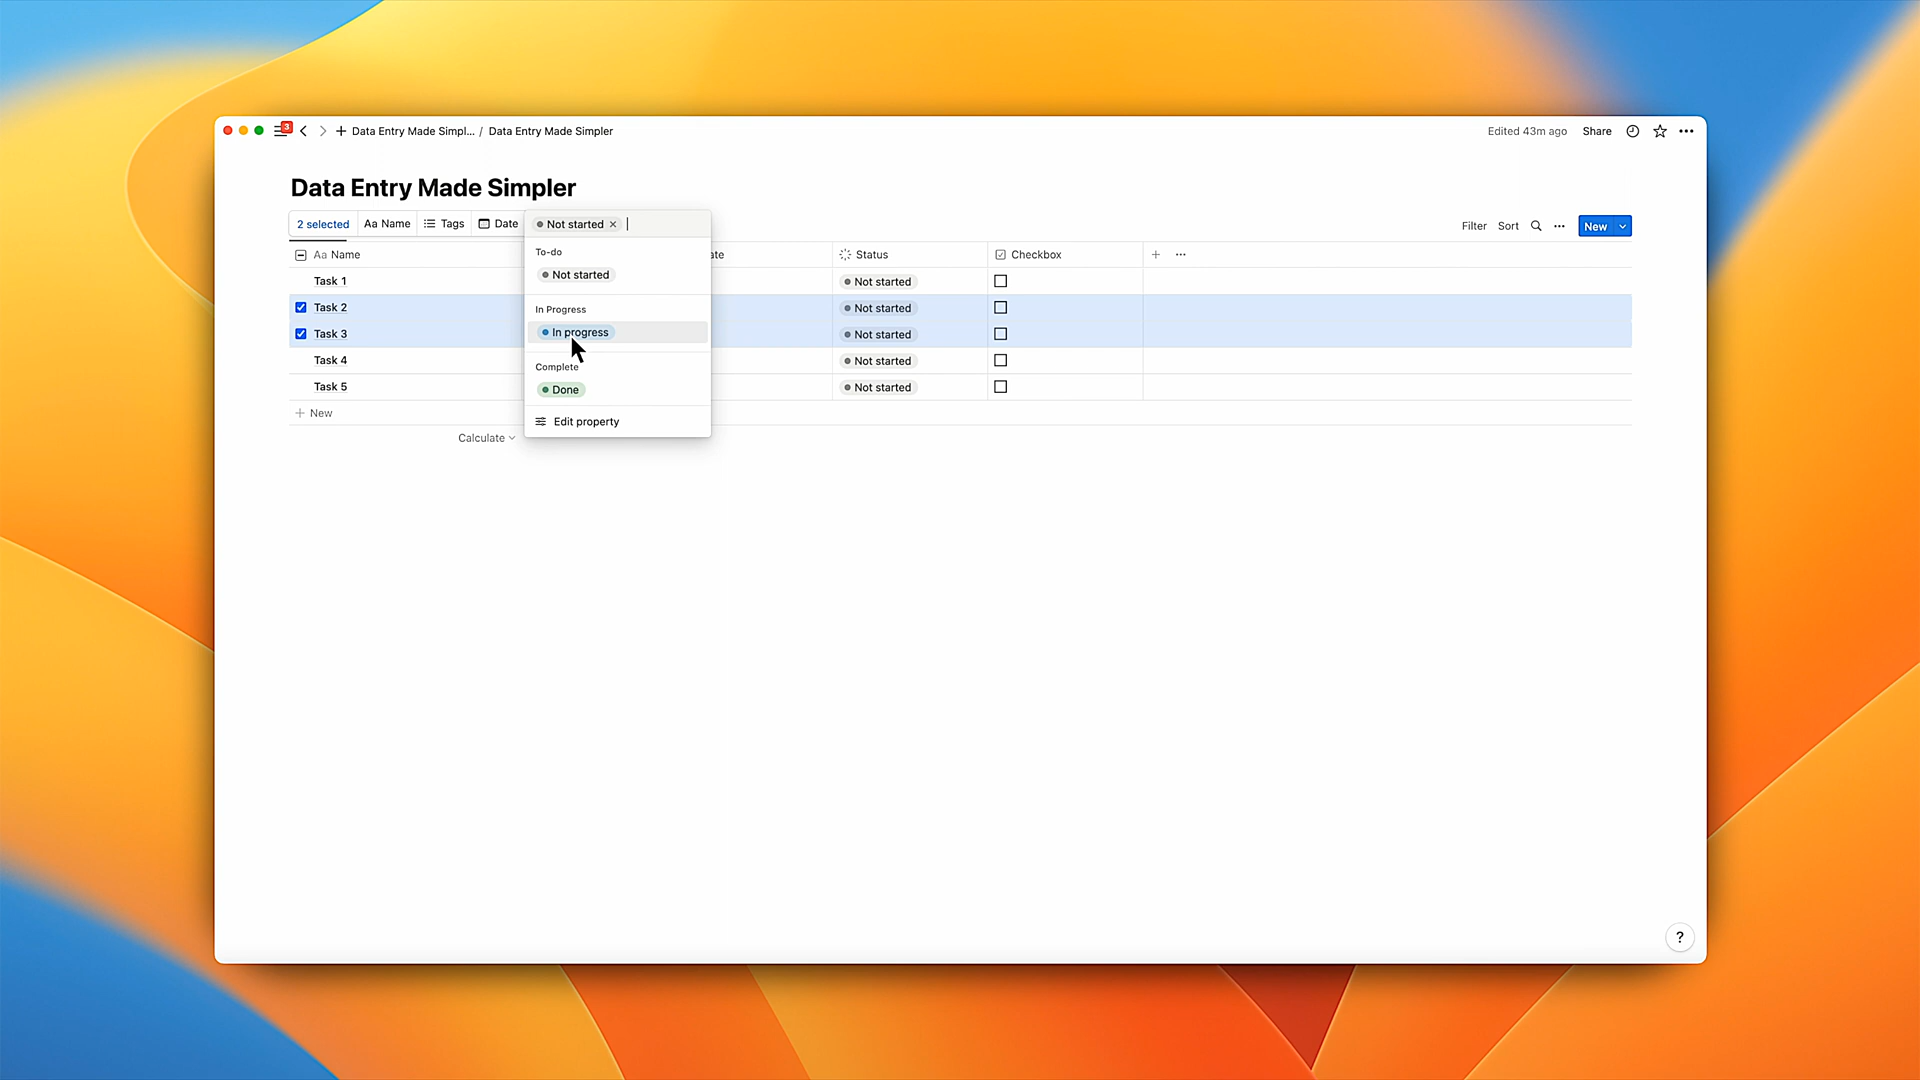 3 Data Entry Made Simpl... / Data Entry Made Simpler Edited 43m ago Share
Data Entry Made Simpler
2 selected Aa Name Tags Date Not started Filter Sort New
To-do
Aa Name ate Status Checkbox
Not started
Task 1 Not started
In Progress
Task 2 Not started
In progress
Task 3 Not started
Task 4 Not started
Complete
Task 5 Not started
Done
New
Edit property
Calculate
?